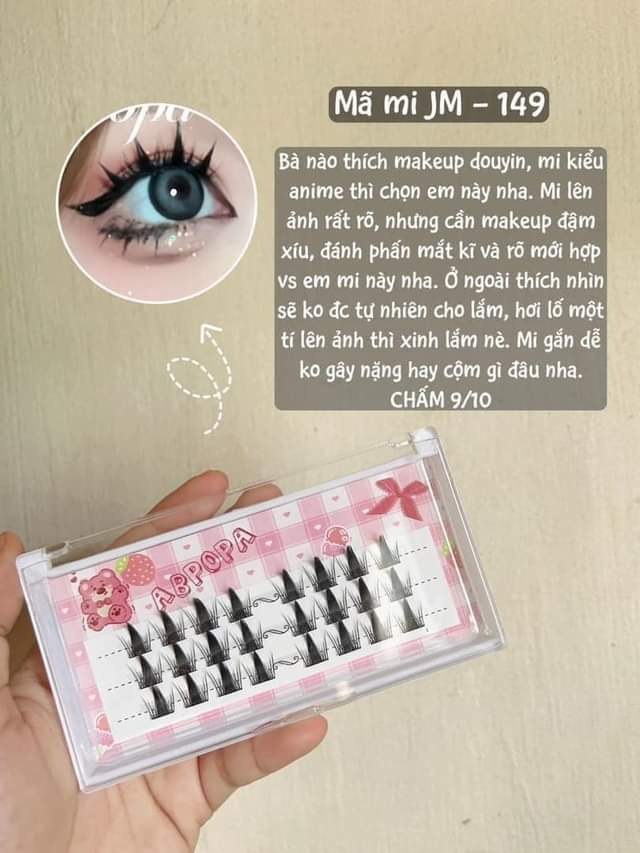 Mã mi JM – 149
Bà nào thích makeup douyin, mi kiểu
anime thì chọn em này nha. Mi lên
ảnh rất rõ, nhưng cần makeup đậm
xíu, đánh phấn mắt kĩ và rõ mới hợp
vs em mi này nha. Ở ngoài thích nhìn
sẽ ko đc tự nhiên cho lắm, hơi lố một
tí lên ảnh thì xinh lắm nè. Mi gắn dễ
ko gây nặng hay cộm gì đâu nha.
CHẤM 9/10
ABPOPA